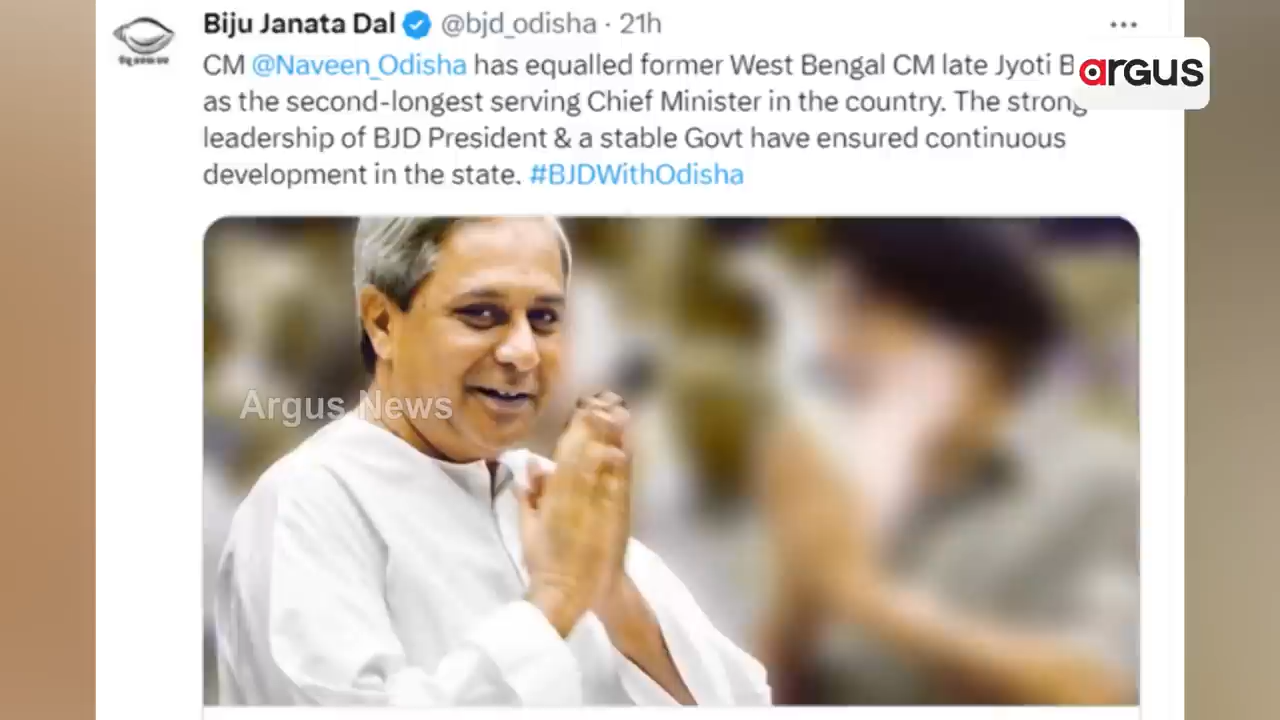 Biju Janata Dal @bjd_odisha · 21h
CM @Naveen_Odisha has equalled former West Bengal CM late Jyoti B
argus
as the second-longest serving Chief Minister in the country. The strong
leadership of BJD President & a stable Govt have ensured continuous
development in the state. #BJDWithOdisha
Argus News